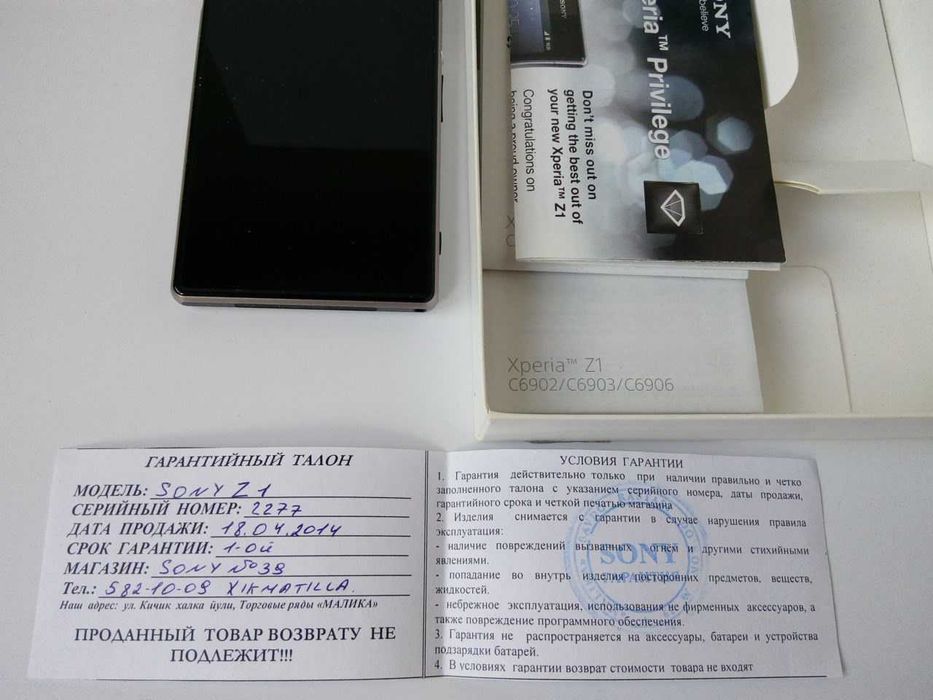 SONY
believe
Xperia™ Privilege
SONY
Don't miss out on
getting the best out of
your new Xperia™ Z1
Congratulations on
being a proud owner
Xperia™ Z1
C6902/C6903/C6906
ГАРАНТИЙНЫЙ ТАЛОН
МОДЕЛЬ: SONY Z1
СЕРИЙНЫЙ НОМЕР: 2277
ДАТА ПРОДАЖИ: 18.04.2014
СРОК ГАРАНТИИ: 1-ой
МАГАЗИН: SONY №39
Тел.: 582-10-09 XIKMATILLA.
Наш адрес: ул. Кичик халка йули, Торговые ряды «МАЛИКА»
ПРОДАННЫЙ ТОВАР ВОЗВРАТУ НЕ
ПОДЛЕЖИТ!!!
УСЛОВИЯ ГАРАНТИИ
1. Гарантия действительно только при наличии правильно и четко
заполненного талона с указанием серийного номера, даты продажи,
гарантийного срока и четкой печатью магазина
2. Изделия снимается с гарантии в случае нарушения правила
эксплуатация:
- наличие повреждений вызванных огнем и другими стихийными
явлениями.
- попадание во внутрь изделия посторонних предметов, веществ,
жидкостей.
- небрежное эксплуатация, использования не фирменных аксессуаров, а
также повреждение программного обеспечения.
3. Гарантия не распространяется на аксессуары, батареи и устройства
подзарядки батарей.
4. В условиях гарантии возврат стоимости товара не входят
SONY